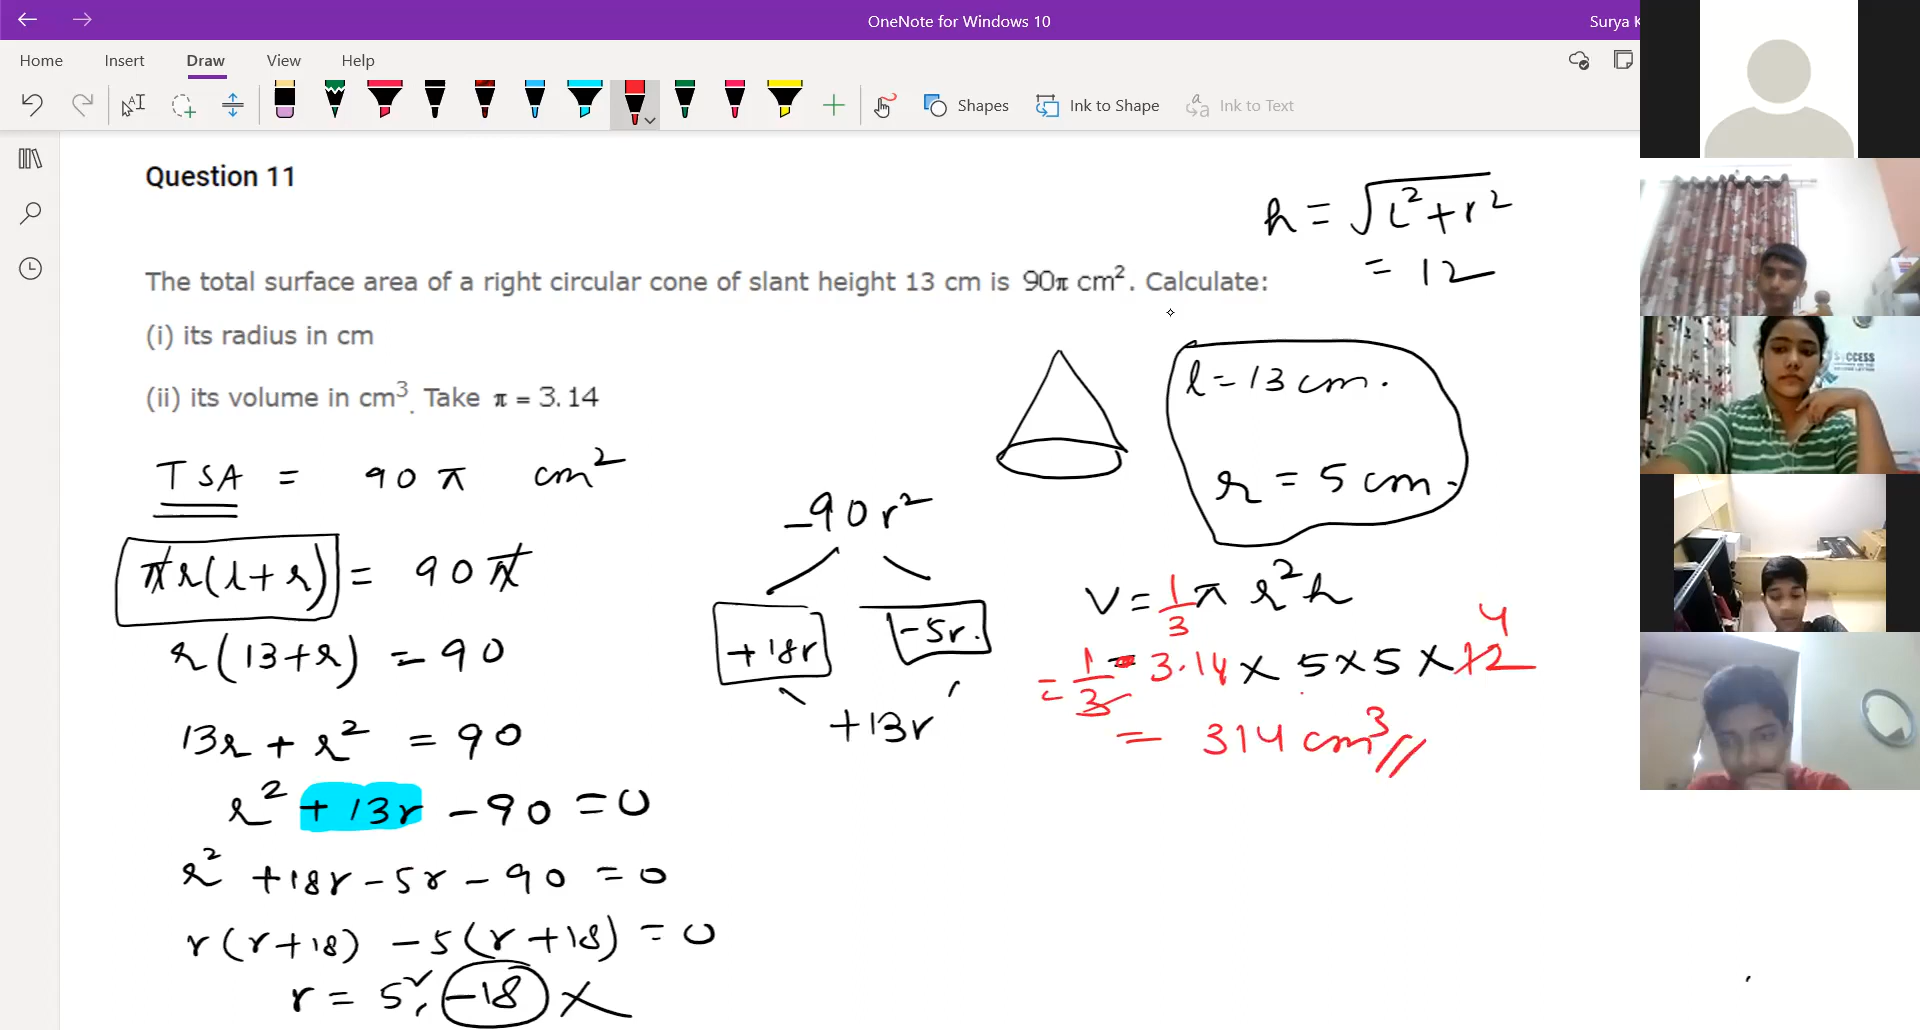 OneNote for Windows 10
Surya K
Home Insert Draw View Help
Shapes Ink to Shape Ink to Text
Question 11
h = √l² + r²
= 12
The total surface area of a right circular cone of slant height 13 cm is 90π cm². Calculate:
(i) its radius in cm
(ii) its volume in cm³. Take π = 3.14
l = 13 cm.
r = 5 cm.
TSA = 90 π cm²
πr(l+r) = 90π
r(13+r) = 90
13r + r² = 90
r² + 13r - 90 = 0
r² + 18r - 5r - 90 = 0
r(r+18) - 5(r+18) = 0
r = 5, -18 ×
-90r²
+18r -5r.
+13r
V = 1/3 π r² h
= 1/3 3.14 × 5 × 5 × 12 4
= 314 cm³ //
SUCCESS